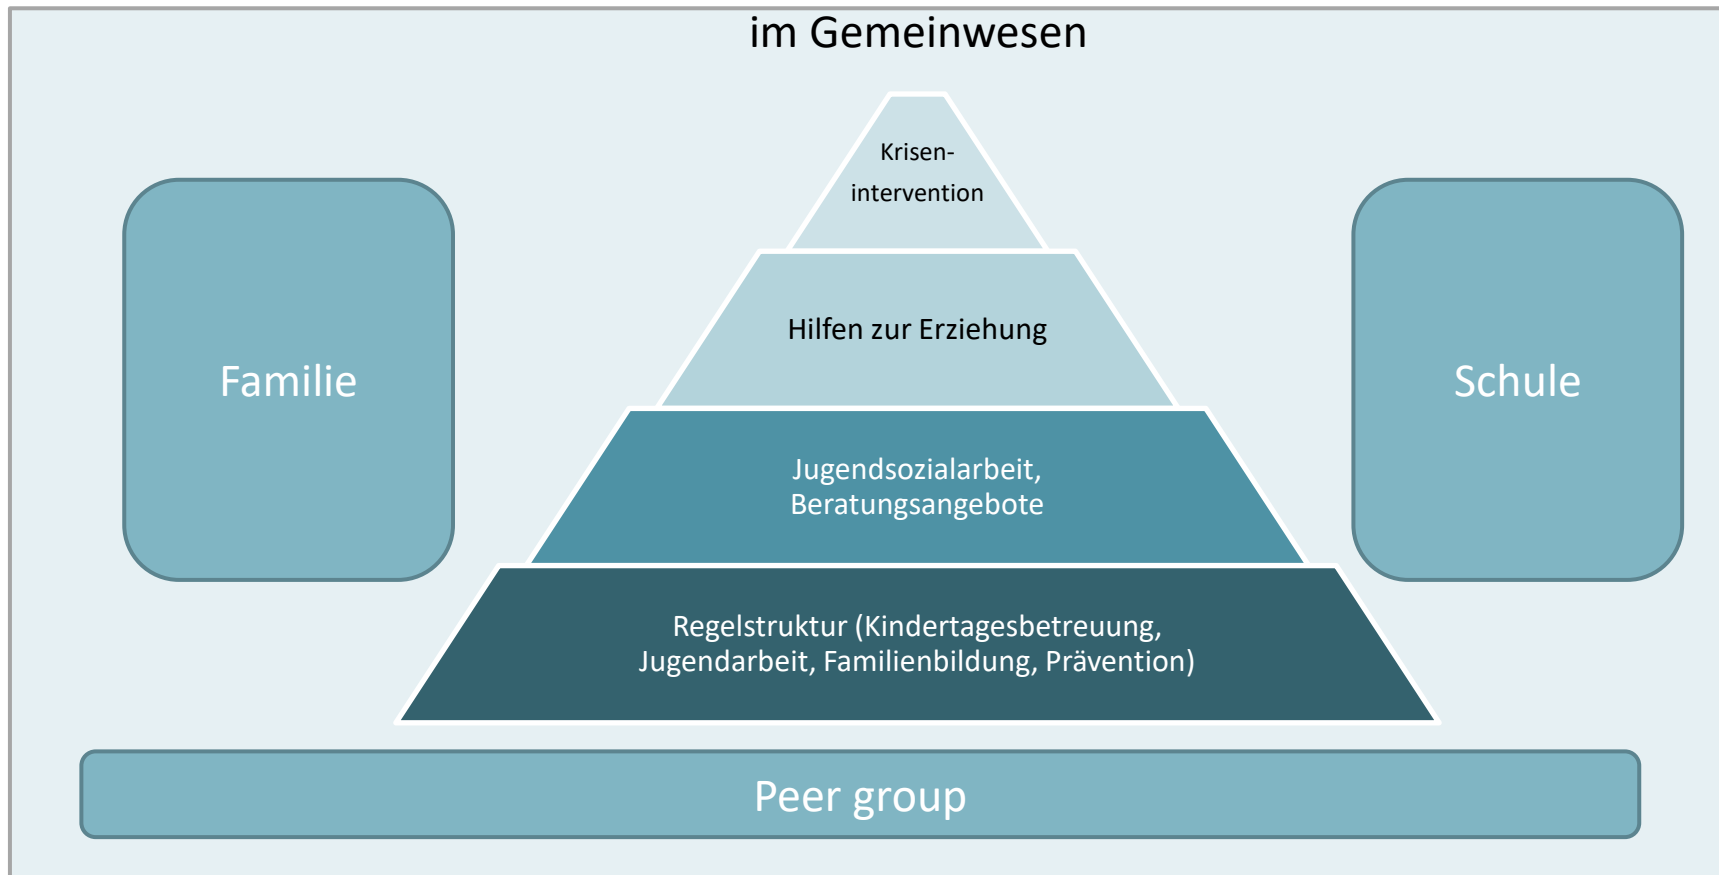 im Gemeinwesen
Krisen-
intervention
Hilfen zur Erziehung
Familie
Schule
Jugendsozialarbeit,
Beratungsangebote
Regelstruktur (Kindertagesbetreuung,
Jugendarbeit, Familienbildung, Prävention)
Peer group